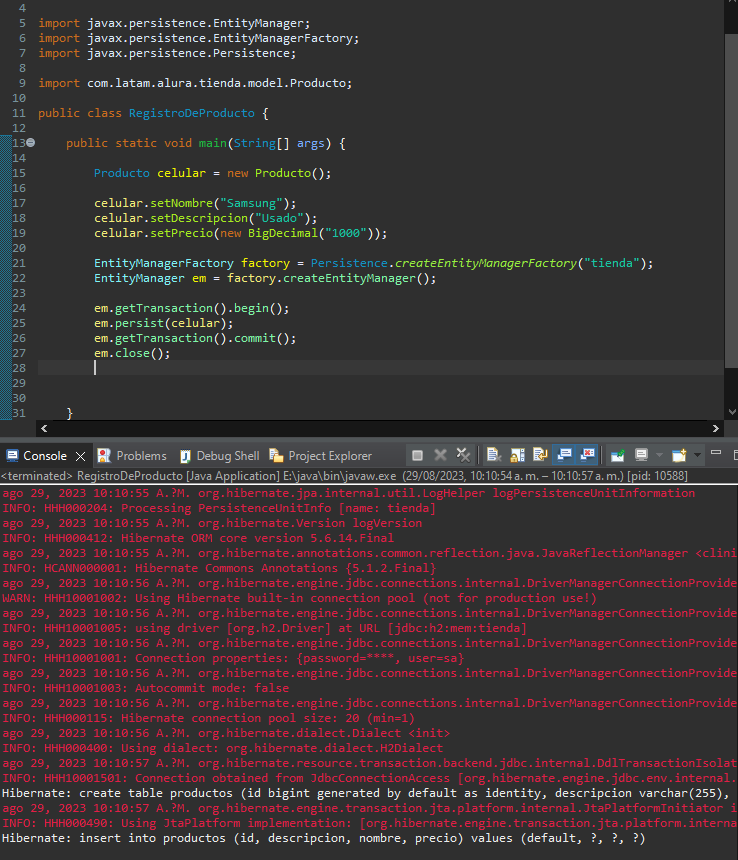 4
5 import javax.persistence.EntityManager;
6 import javax.persistence.EntityManagerFactory;
7 import javax.persistence.Persistence;
8
9 import com.latam.alura.tienda.model.Producto;
10
11 public class RegistroDeProducto {
12
13 public static void main(String[] args) {
14
15 Producto celular = new Producto();
16
17 celular.setNombre("Samsung");
18 celular.setDescripcion("Usado");
19 celular.setPrecio(new BigDecimal("1000"));
20
21 EntityManagerFactory factory = Persistence.createEntityManagerFactory("tienda");
22 EntityManager em = factory.createEntityManager();
23
24 em.getTransaction().begin();
25 em.persist(celular);
26 em.getTransaction().commit();
27 em.close();
28
29
30
31 }
Console Problems Debug Shell Project Explorer
<terminated> RegistroDeProducto [Java Application] E:\java\bin\javaw.exe (29/08/2023, 10:10:54 a. m. – 10:10:57 a. m.) [pid: 10588]
ago 29, 2023 10:10:55 A.?M. org.hibernate.jpa.internal.util.LogHelper logPersistenceUnitInformation
INFO: HHH000204: Processing PersistenceUnitInfo [name: tienda]
ago 29, 2023 10:10:55 A.?M. org.hibernate.Version logVersion
INFO: HHH000412: Hibernate ORM core version 5.6.14.Final
ago 29, 2023 10:10:55 A.?M. org.hibernate.annotations.common.reflection.java.JavaReflectionManager <clini
INFO: HCANN000001: Hibernate Commons Annotations {5.1.2.Final}
ago 29, 2023 10:10:56 A.?M. org.hibernate.engine.jdbc.connections.internal.DriverManagerConnectionProvide
WARN: HHH10001002: Using Hibernate built-in connection pool (not for production use!)
ago 29, 2023 10:10:56 A.?M. org.hibernate.engine.jdbc.connections.internal.DriverManagerConnectionProvide
INFO: HHH10001005: using driver [org.h2.Driver] at URL [jdbc:h2:mem:tienda]
ago 29, 2023 10:10:56 A.?M. org.hibernate.engine.jdbc.connections.internal.DriverManagerConnectionProvide
INFO: HHH10001001: Connection properties: {password=****, user=sa}
ago 29, 2023 10:10:56 A.?M. org.hibernate.engine.jdbc.connections.internal.DriverManagerConnectionProvide
INFO: HHH10001003: Autocommit mode: false
ago 29, 2023 10:10:56 A.?M. org.hibernate.engine.jdbc.connections.internal.DriverManagerConnectionProvide
INFO: HHH000115: Hibernate connection pool size: 20 (min=1)
ago 29, 2023 10:10:56 A.?M. org.hibernate.dialect.Dialect <init>
INFO: HHH000400: Using dialect: org.hibernate.dialect.H2Dialect
ago 29, 2023 10:10:57 A.?M. org.hibernate.resource.transaction.backend.jdbc.internal.DdlTransactionIsolat
INFO: HHH10001501: Connection obtained from JdbcConnectionAccess [org.hibernate.engine.jdbc.env.internal.
Hibernate: create table productos (id bigint generated by default as identity, descripcion varchar(255),
ago 29, 2023 10:10:57 A.?M. org.hibernate.engine.transaction.jta.platform.internal.JtaPlatformInitiator i
INFO: HHH000490: Using JtaPlatform implementation: [org.hibernate.engine.transaction.jta.platform.interna
Hibernate: insert into productos (id, descripcion, nombre, precio) values (default, ?, ?, ?)